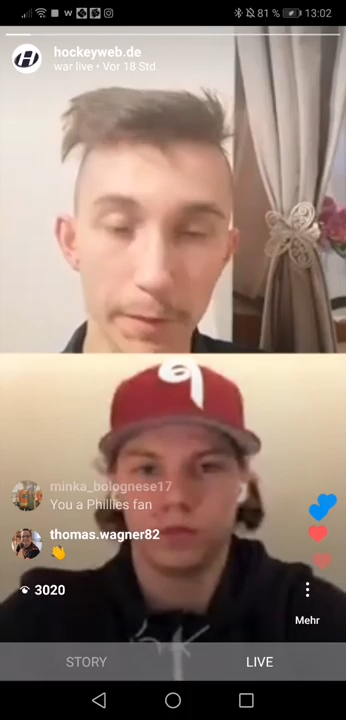 81 % 13:02
hockeyweb.de
war live • Vor 18 Std.
minka_bolognese17
You a Phillies fan
thomas.wagner82
3020
Mehr
STORY LIVE